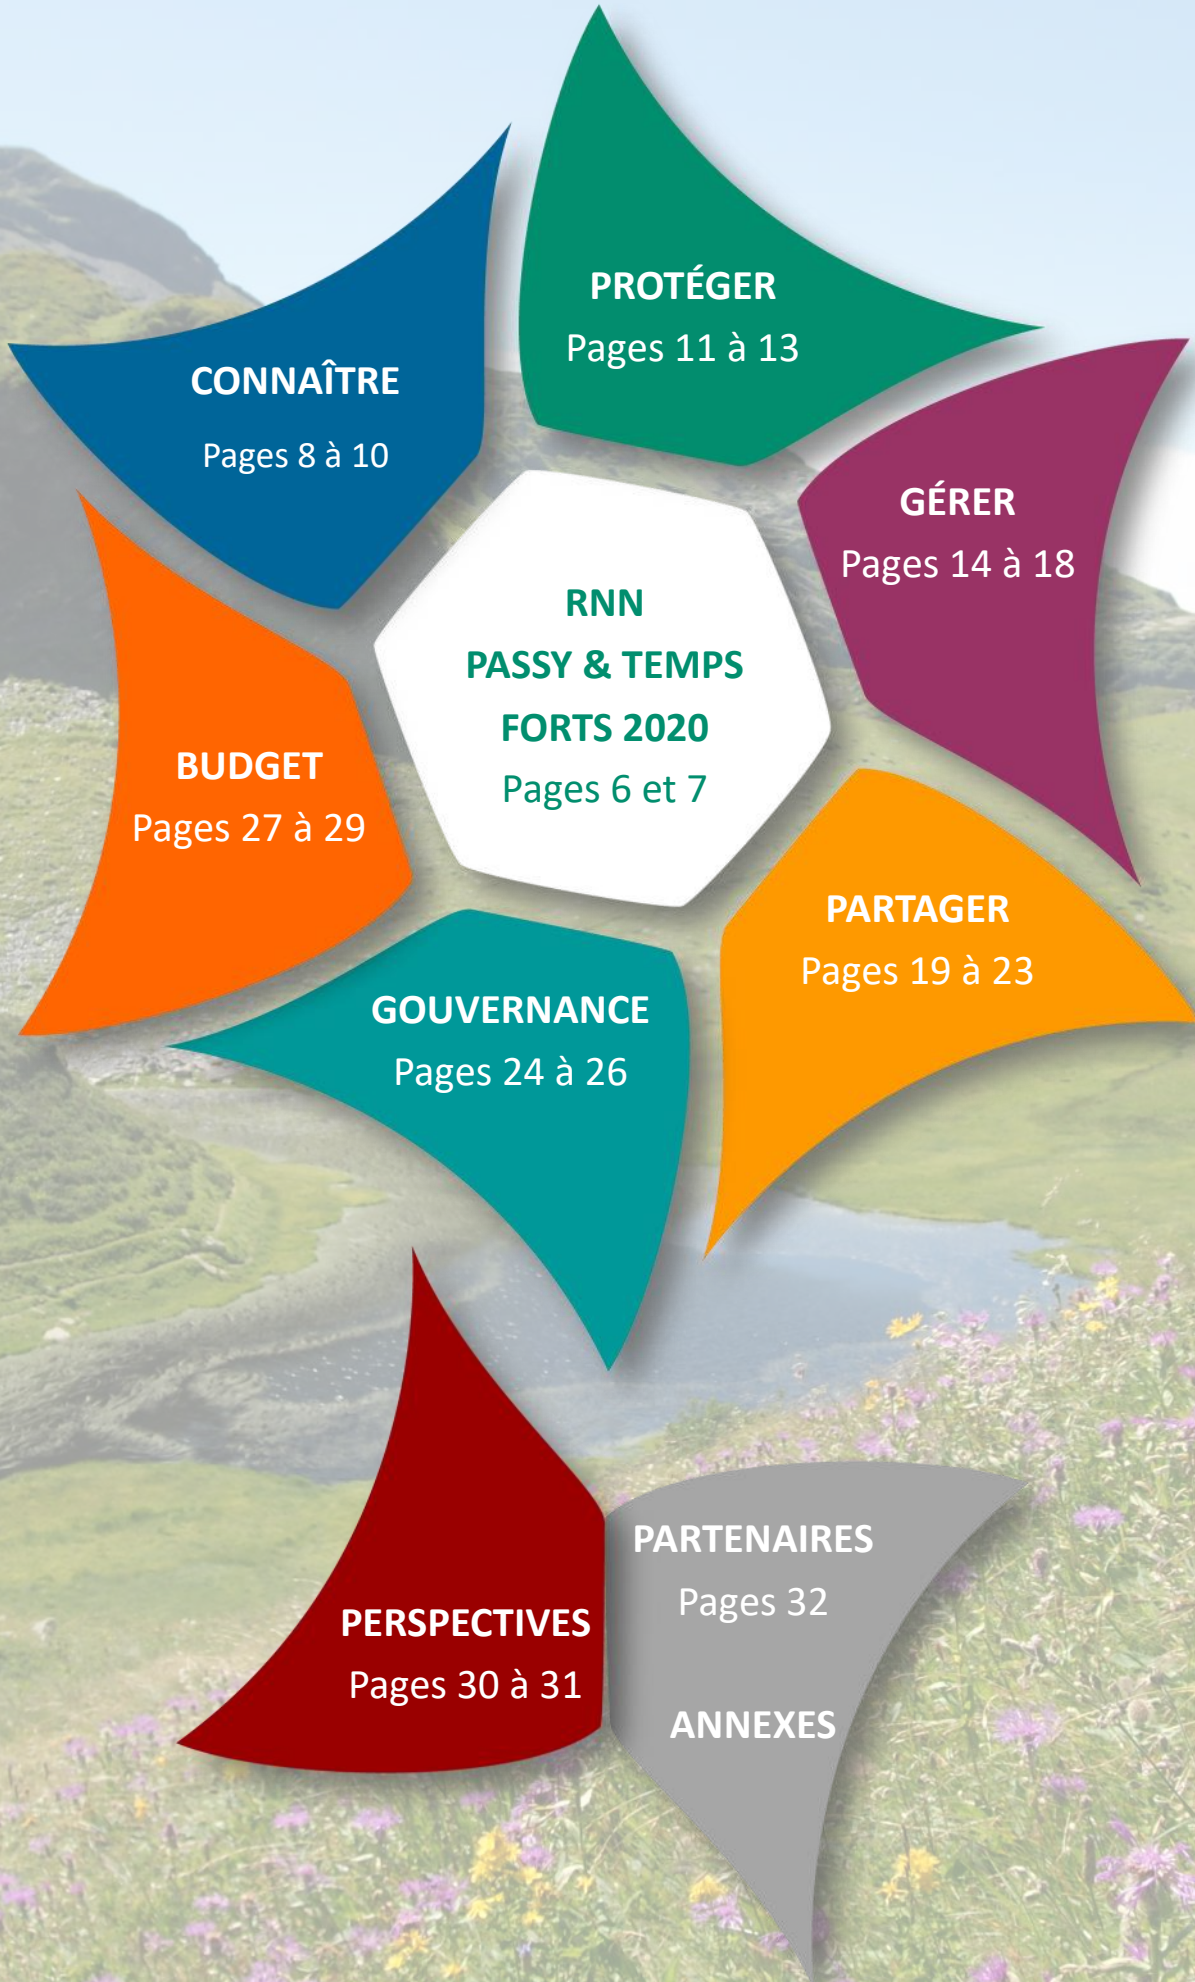 RNN
PASSY & TEMPS
FORTS 2020
Pages 6 et 7
CONNAÎTRE
Pages 8 à 10
PROTÉGER
Pages 11 à 13
GÉRER
Pages 14 à 18
PARTAGER
Pages 19 à 23
GOUVERNANCE
Pages 24 à 26
BUDGET
Pages 27 à 29
PERSPECTIVES
Pages 30 à 31
PARTENAIRES
Pages 32
ANNEXES